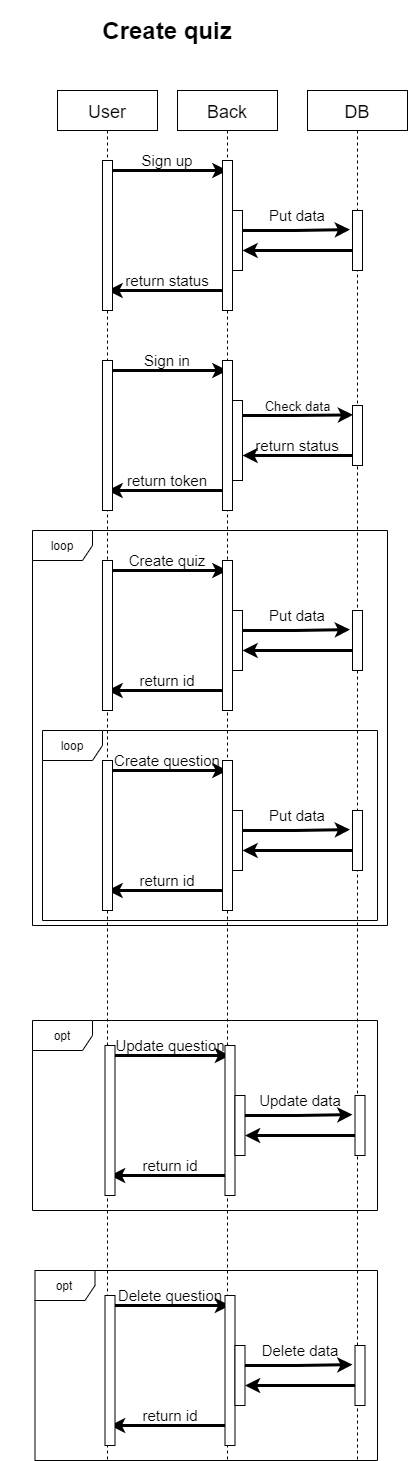 Create quiz
User
Back
DB
Sign up
Put data
return status
Sign in
Check data
return status
return token
loop
Create quiz
Put data
return id
loop
Create question
Put data
return id
opt
Update question
Update data
return id
opt
Delete question
Delete data
return id